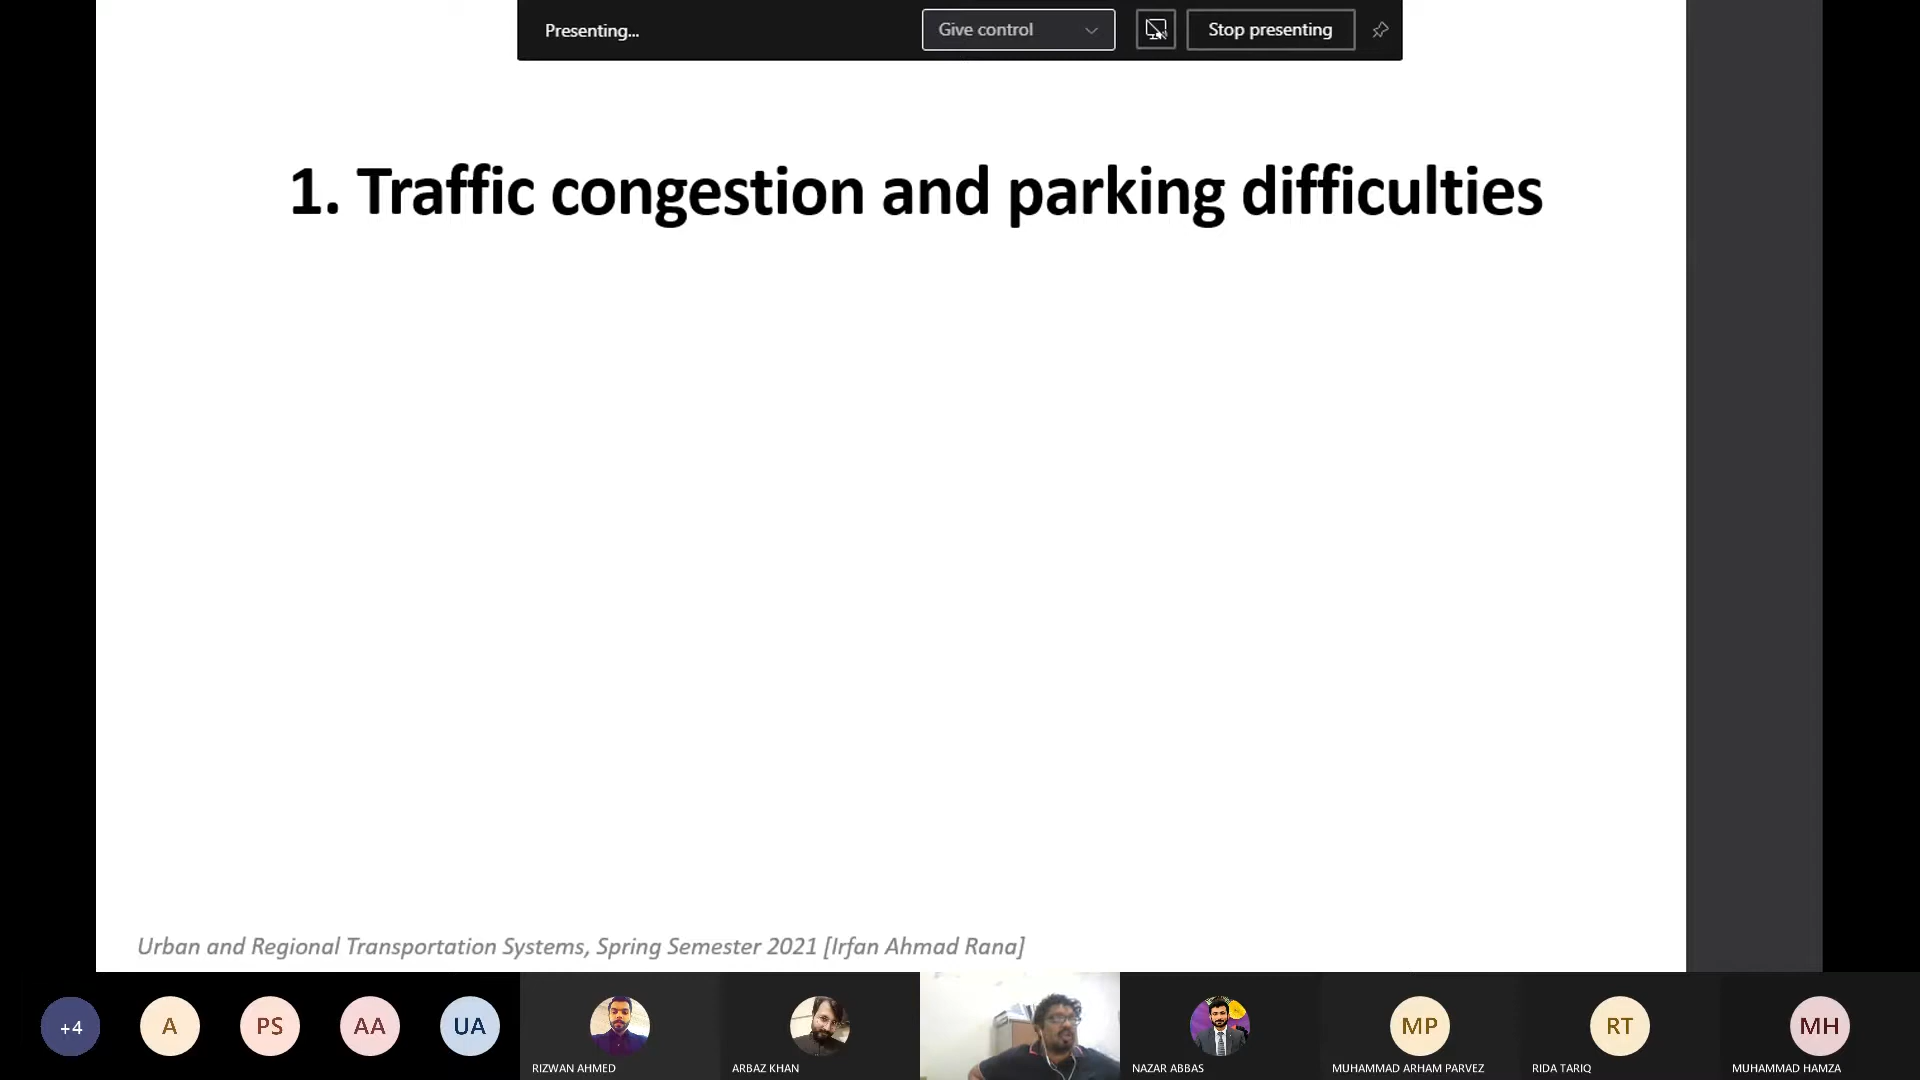 Presenting...
Give control
Stop presenting
1. Traffic congestion and parking difficulties
Urban and Regional Transportation Systems, Spring Semester 2021 [Irfan Ahmad Rana]
+4
A
PS
AA
UA
MP
RT
MH
RIZWAN AHMED
ARBAZ KHAN
NAZAR ABBAS
MUHAMMAD ARHAM PARVEZ
RIDA TARIQ
MUHAMMAD HAMZA